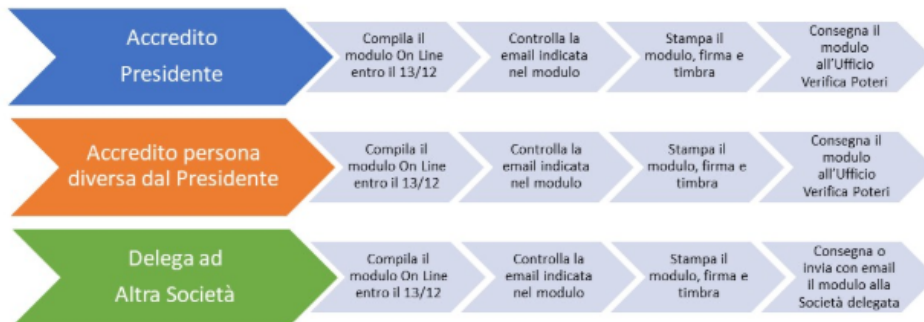 Accredito
Presidente
Compila il
modulo On Line
entro il 13/12
Controlla la
email indicata
nel modulo
Stampa il
modulo, firma e
timbra
Consegna il
modulo
all'Ufficio
Verifica Poteri
Accredito persona
diversa dal Presidente
Compila il
modulo On Line
entro il 13/12
Controlla la
email indicata
nel modulo
Stampa il
modulo, firma e
timbra
Consegna il
modulo
all'Ufficio
Verifica Poteri
Delega ad
Altra Società
Compila il
modulo On Line
entro il 13/12
Controlla la
email indicata
nel modulo
Stampa il
modulo, firma e
timbra
Consegna o
Invia con email
il modulo alla
Società delegata